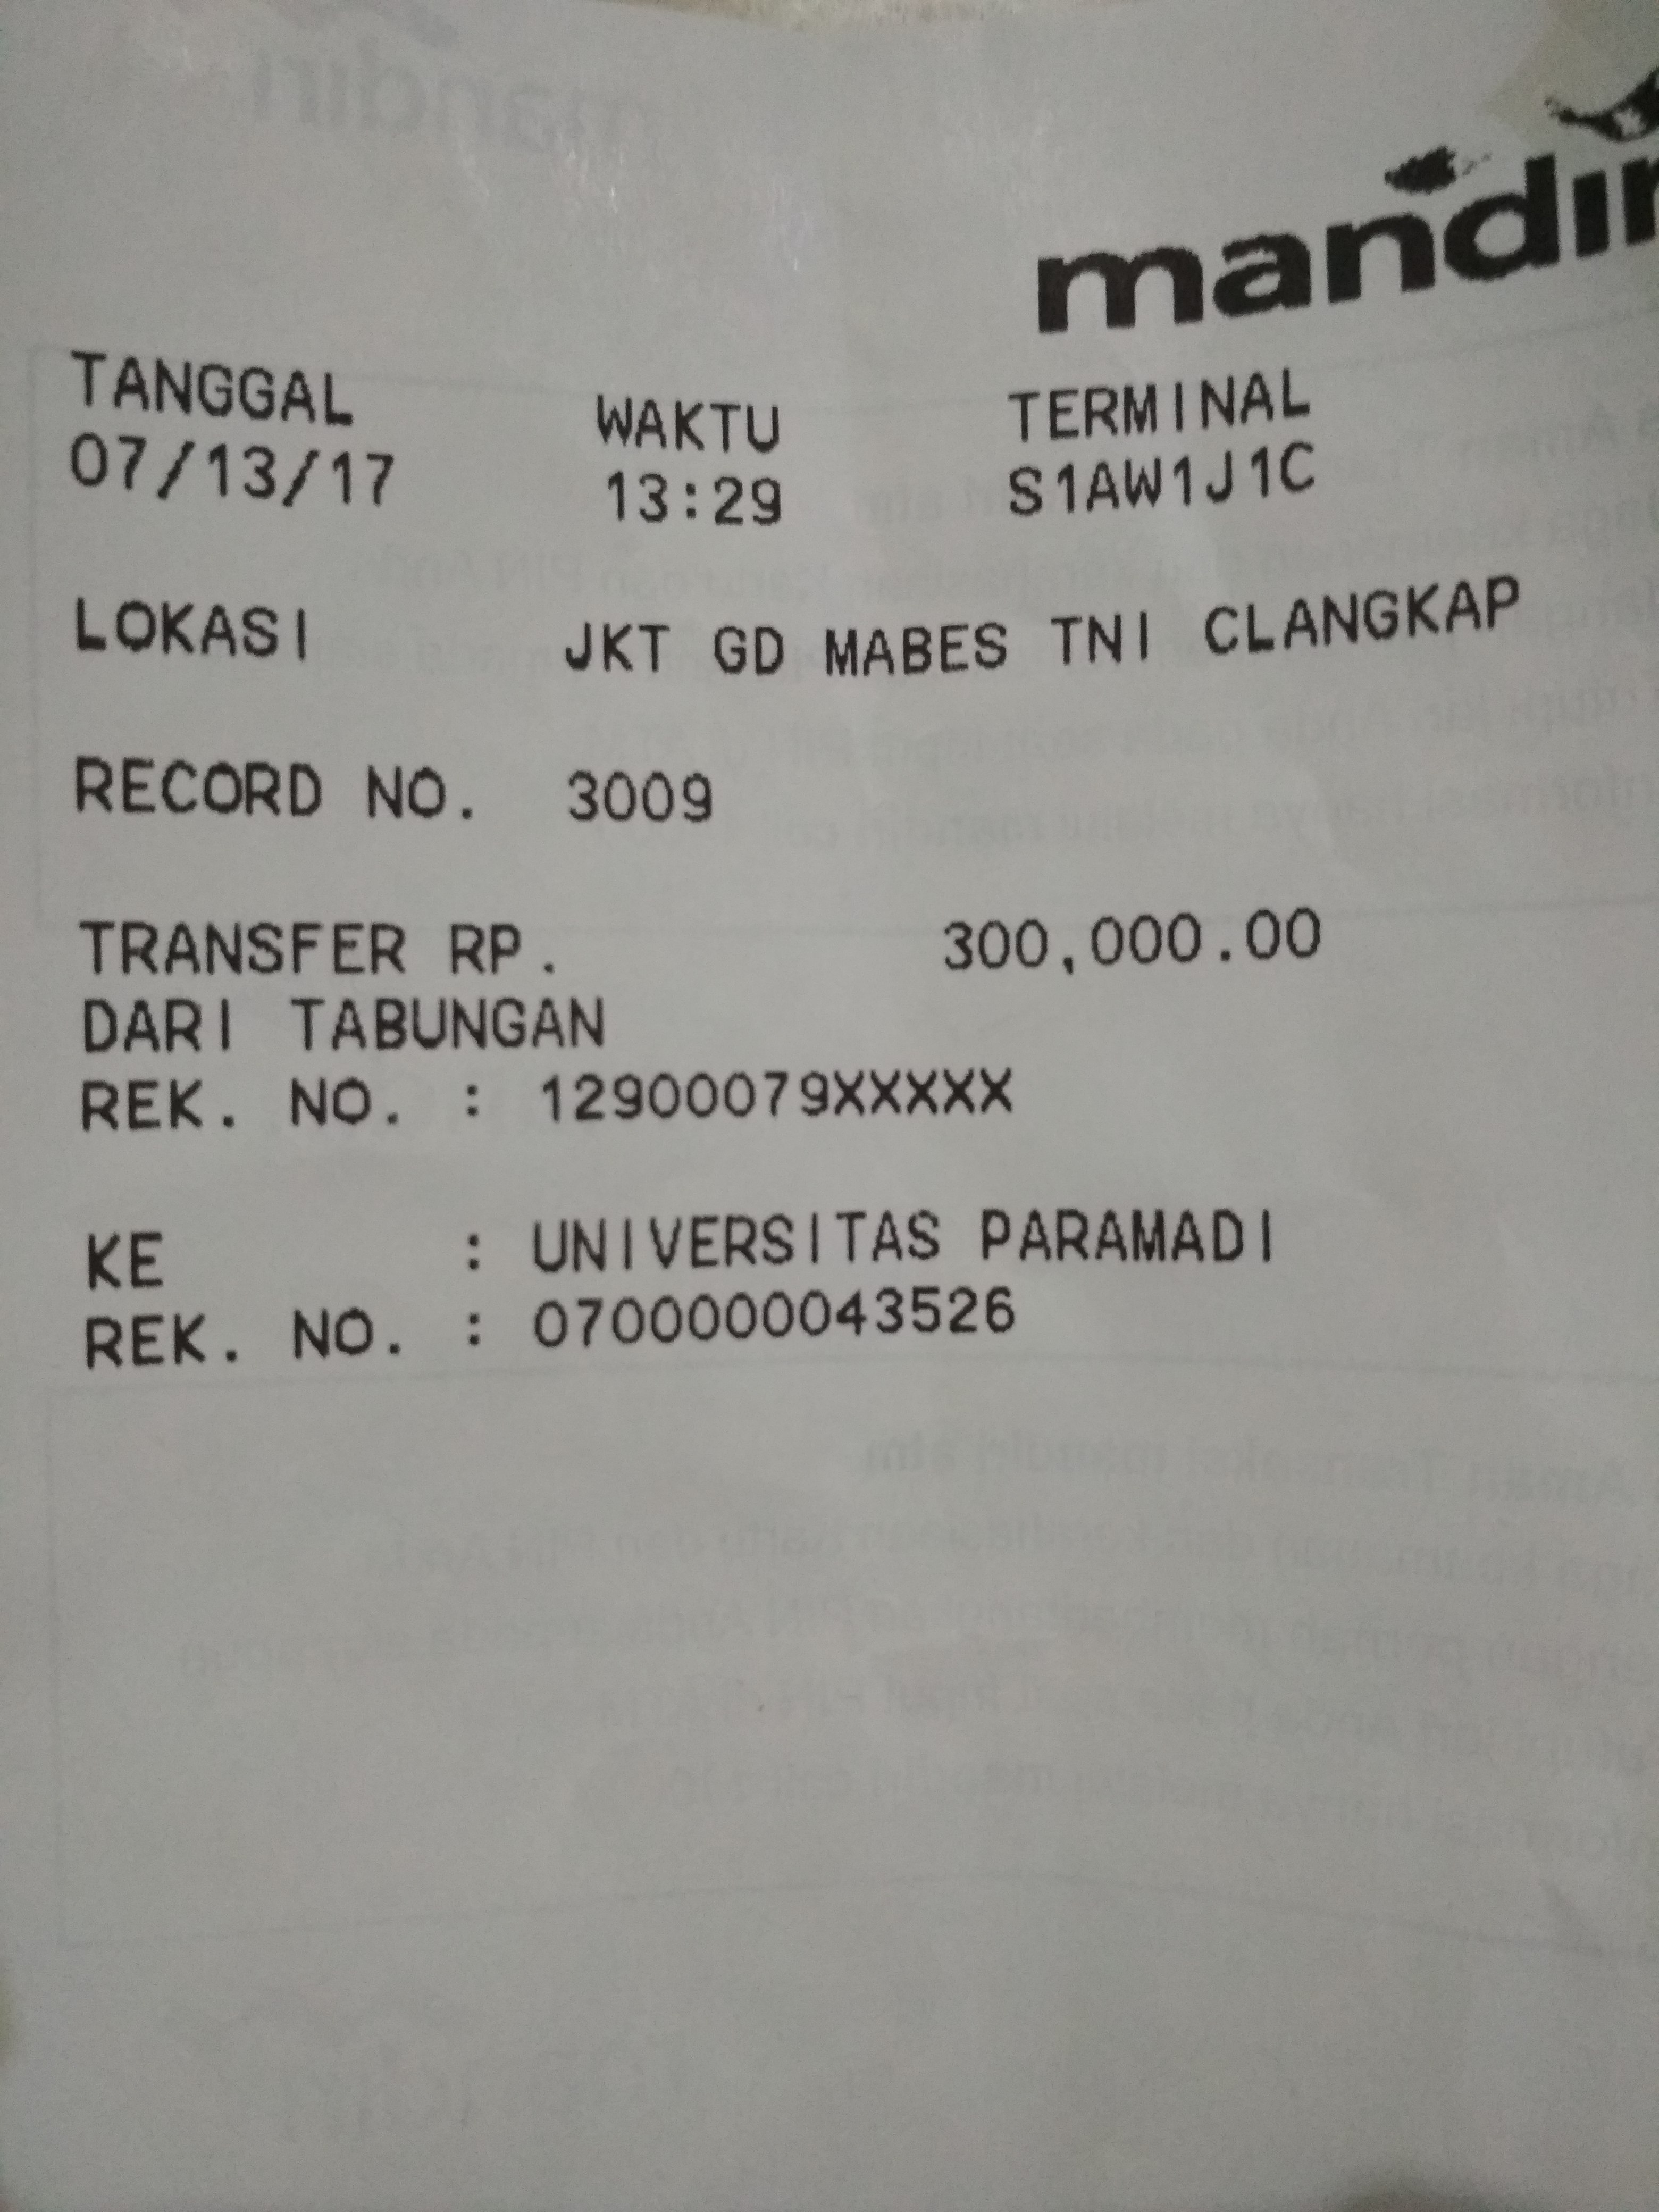 mandiri
TANGGAL WAKTU TERMINAL
07/13/17 13:29 S1AW1J1C
LOKASI JKT GD MABES TNI CLANGKAP
RECORD NO. 3009
TRANSFER RP. 300,000.00
DARI TABUNGAN
REK. NO. : 12900079XXXXX
KE : UNIVERSITAS PARAMADI
REK. NO. : 0700000043526